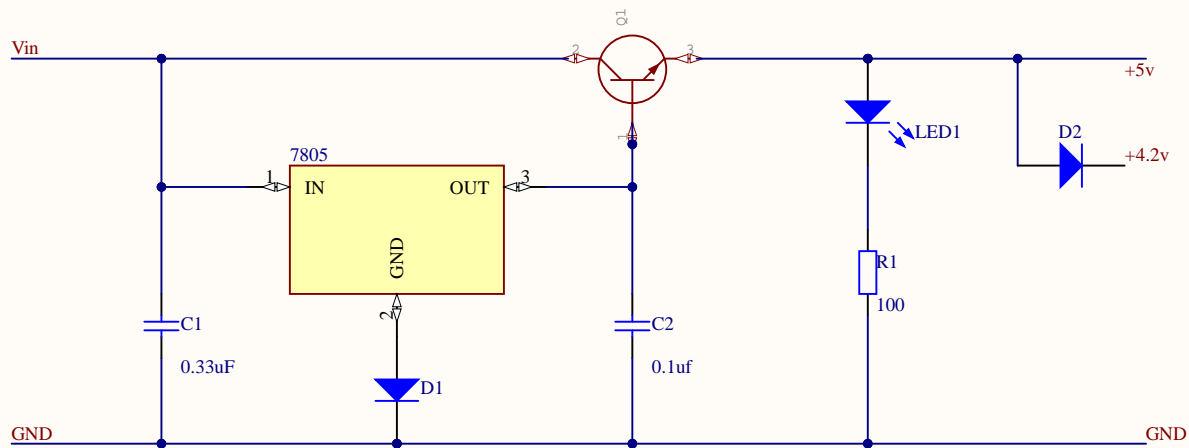 Q1
Vin
2
3
+5v
1
LED1
D2
+4.2v
7805
1
IN
OUT
3
GND
2
R1
100
C1
0.33uF
C2
0.1uf
D1
GND
GND